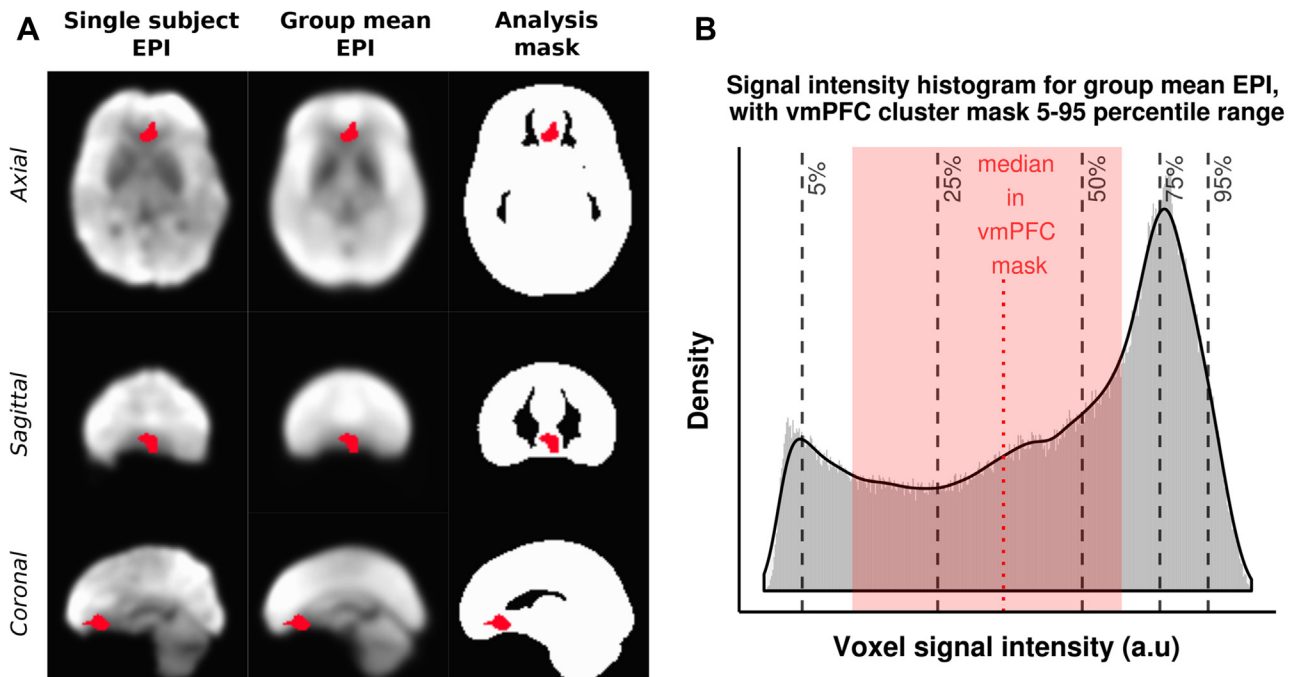 A
Single subject
EPI
Group mean
EPI
Analysis
mask
Axial
Sagittal
Coronal
B
Signal intensity histogram for group mean EPI,
with vmPFC cluster mask 5-95 percentile range
5%
25%
median
in
vmPFC
mask
50%
75%
95%
Density
Voxel signal intensity (a.u)